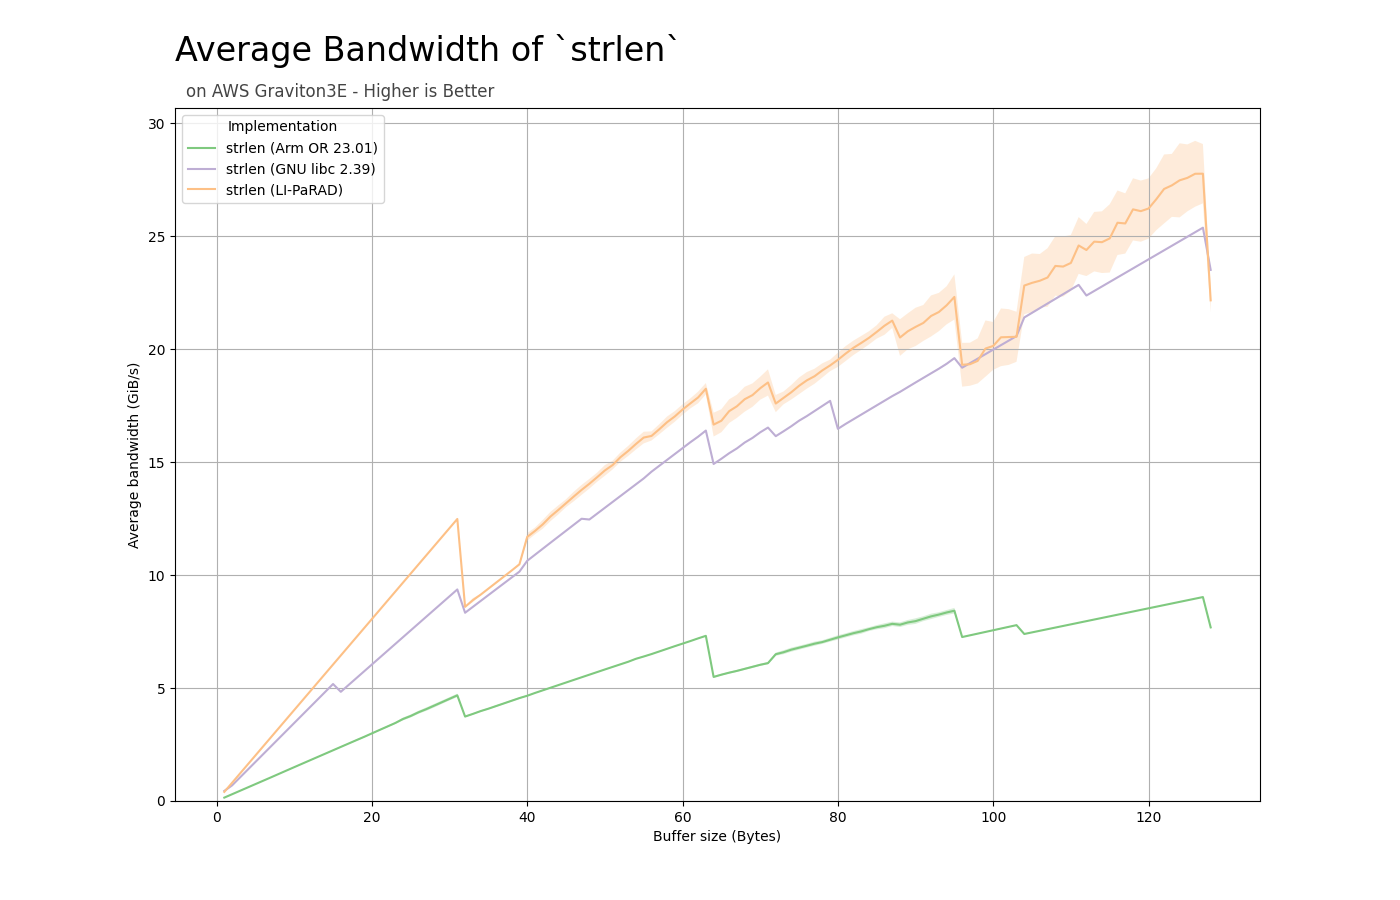 Average Bandwidth of `strlen`
on AWS Graviton3E - Higher is Better
Implementation
strlen (Arm OR 23.01)
strlen (GNU libc 2.39)
strlen (LI-PaRAD)
Average bandwidth (GiB/s)
30
25
20
15
10
5
0
0 20 40 60 80 100 120
Buffer size (Bytes)